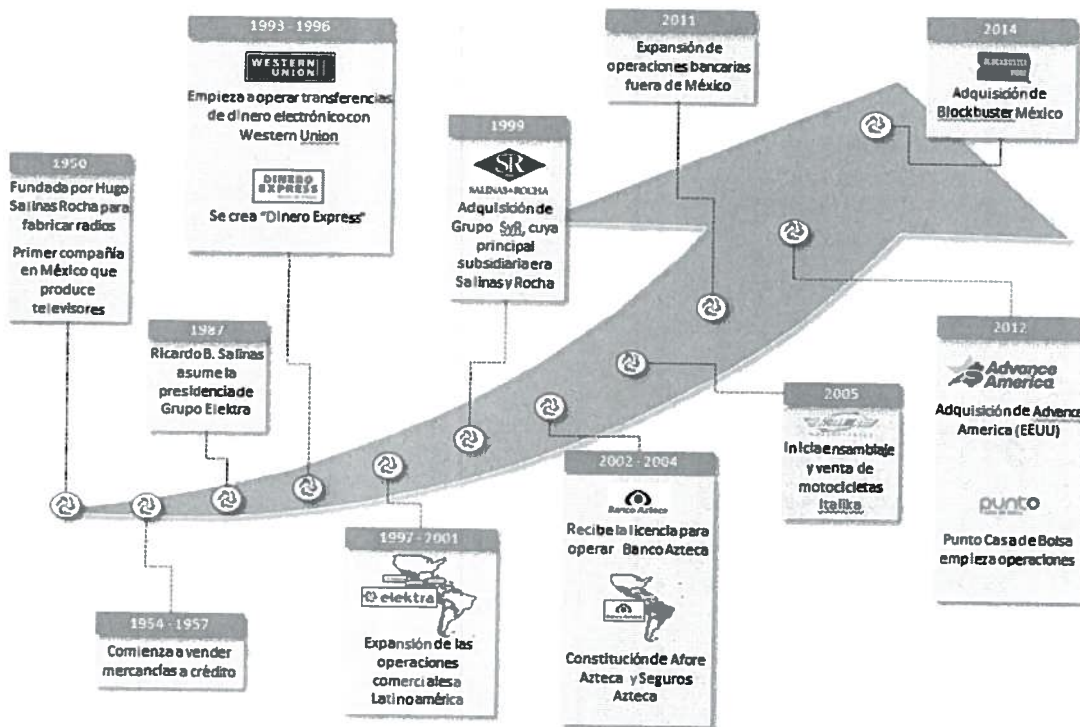 1950
Fundada por Hugo
Salinas Rocha para
fabricar radios
Primer compañía
en México que
produce
televisores
1954 - 1957
Comienza a vender
mercancías a crédito
1987
Ricardo B. Salinas
asume la
presidencia de
Grupo Elektra
1993 - 1996
WESTERN
UNION
Empieza a operar transferencias
de dinero electrónico con
Western Union
DINERO
EXPRESS
Se crea "Dinero Express"
1997 - 2001
elektra
Expansión de las
operaciones
comerciales a
Latinoamérica
1999
SR
SALINAS Y ROCHA
Adquisición de
Grupo SyR, cuya
principal
subsidiaria era
Salinas y Rocha
2002 - 2004
Banco Azteca
Recibe la licencia para
operar Banco Azteca
Banco Azteca
Constitución de Afore
Azteca y Seguros
Azteca
2005
Inicia ensamblaje
y venta de
motocicletas
Italika
2011
Expansión de
operaciones bancarias
fuera de México
2012
Advance
America
Adquisición de Advance
America (EEUU)
punto
Punto Casa de Bolsa
empieza operaciones
2014
BLOCKBUSTER
Adquisición de
Blockbuster México